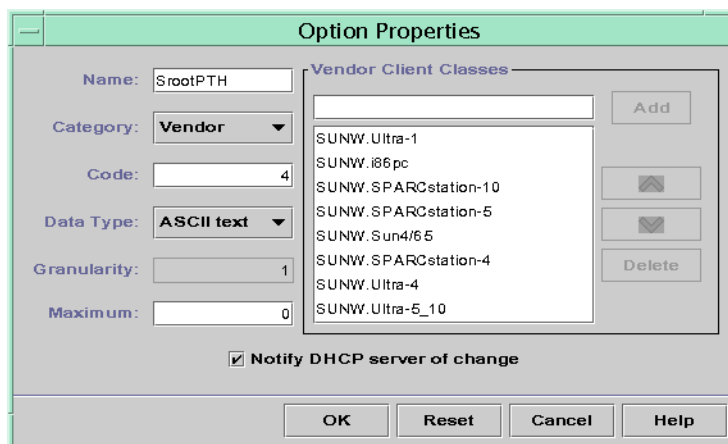 Option Properties
Name: SrootPTH
Category: Vendor
Code: 4
Data Type: ASCII text
Granularity: 1
Maximum: 0
Vendor Client Classes
Add
SUNW.Ultra-1
SUNW.i86pc
SUNW.SPARCstation-10
SUNW.SPARCstation-5
SUNW.Sun4/65
SUNW.SPARCstation-4
SUNW.Ultra-4
SUNW.Ultra-5_10
Delete
Notify DHCP server of change
OK Reset Cancel Help